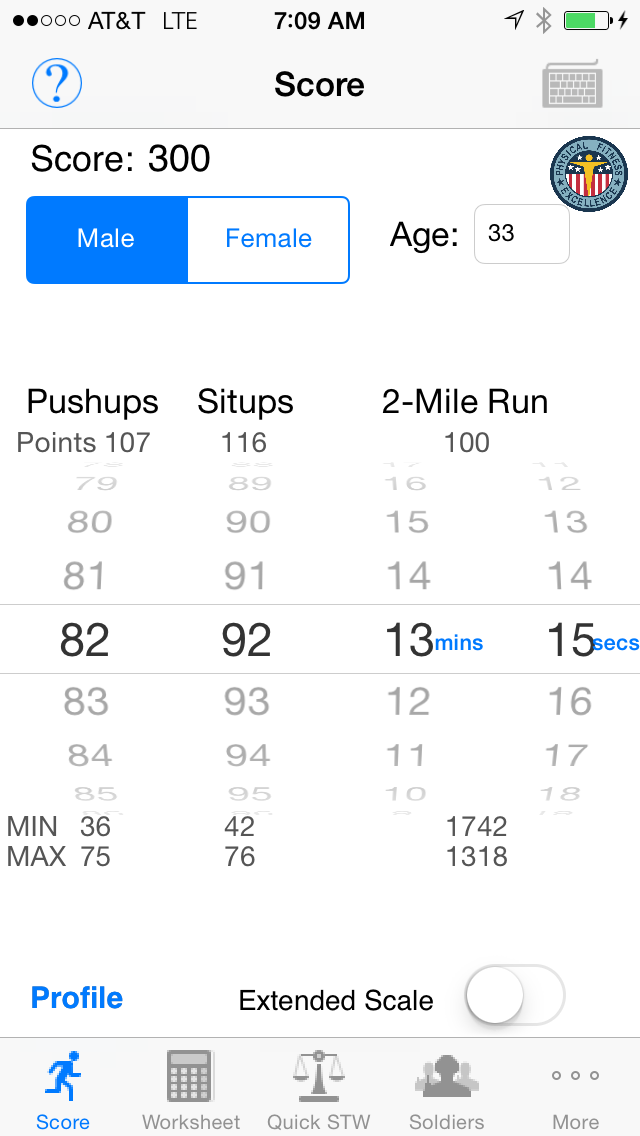 AT&T LTE 7:09 AM
?
Score
Score: 300
PHYSICAL FITNESS
EXCELLENCE
Male Female Age: 33
Pushups Situps 2-Mile Run
Points 107 116 100
79 89 16 12
80 90 15 13
81 91 14 14
82 92 13 mins 15 secs
83 93 12 16
84 94 11 17
85 95 10 18
MIN 36 42 1742
MAX 75 76 1318
Profile Extended Scale
Score Worksheet Quick STW Soldiers More